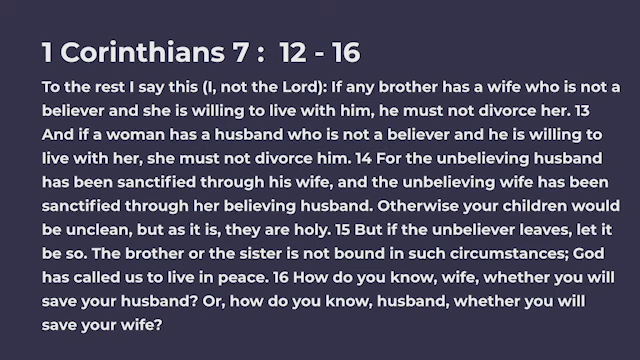 1 Corinthians 7 :  12 - 16
To the rest I say this (I, not the Lord): If any brother has a wife who is not a
believer and she is willing to live with him, he must not divorce her. 13
And if a woman has a husband who is not a believer and he is willing to
live with her, she must not divorce him. 14 For the unbelieving husband
has been sanctified through his wife, and the unbelieving wife has been
sanctified through her believing husband. Otherwise your children would
be unclean, but as it is, they are holy. 15 But if the unbeliever leaves, let it
be so. The brother or the sister is not bound in such circumstances; God
has called us to live in peace. 16 How do you know, wife, whether you will
save your husband? Or, how do you know, husband, whether you will
save your wife?